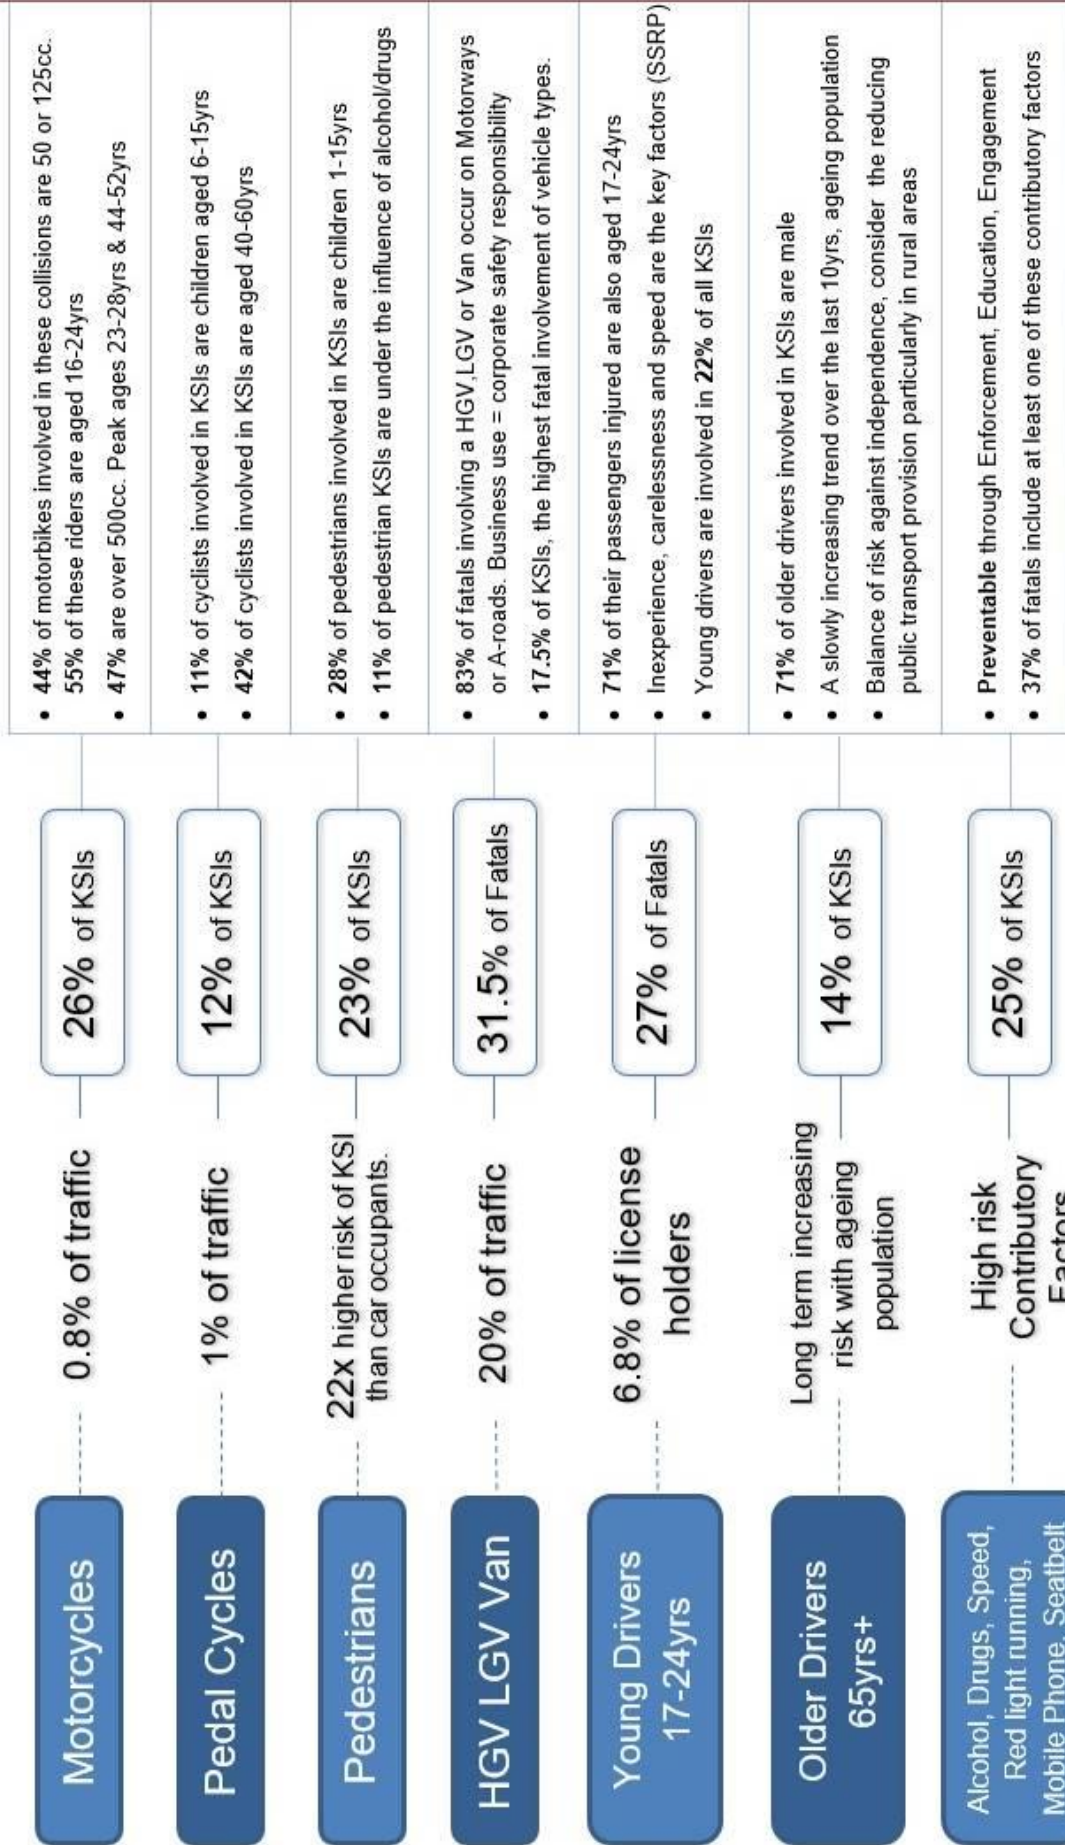 Motorcycles
0.8% of traffic
26% of KSIs
• 44% of motorbikes involved in these collisions are 50 or 125cc.
55% of these riders are aged 16-24yrs
• 47% are over 500cc. Peak ages 23-28yrs & 44-52yrs
Pedal Cycles
1% of traffic
12% of KSIs
• 11% of cyclists involved in KSIs are children aged 6-15yrs
• 42% of cyclists involved in KSIs are aged 40-60yrs
Pedestrians
22x higher risk of KSI
than car occupants.
23% of KSIs
• 28% of pedestrians involved in KSIs are children 1-15yrs
• 11% of pedestrian KSIs are under the influence of alcohol/drugs
HGV LGV Van
20% of traffic
31.5% of Fatals
• 83% of fatals involving a HGV,LGV or Van occur on Motorways
or A-roads. Business use = corporate safety responsibility
• 17.5% of KSIs, the highest fatal involvement of vehicle types.
Young Drivers
17-24yrs
6.8% of license
holders
27% of Fatals
• 71% of their passengers injured are also aged 17-24yrs
• Inexperience, carelessness and speed are the key factors (SSRP)
• Young drivers are involved in 22% of all KSIs
Older Drivers
65yrs+
Long term increasing
risk with ageing
population
14% of KSIs
• 71% of older drivers involved in KSIs are male
• A slowly increasing trend over the last 10yrs, ageing population
• Balance of risk against independence, consider the reducing
public transport provision particularly in rural areas
Alcohol, Drugs, Speed,
Red light running,
Mobile Phone, Seatbelt
High risk
Contributory
Factors
25% of KSIs
• Preventable through Enforcement, Education, Engagement
• 37% of fatals include at least one of these contributory factors